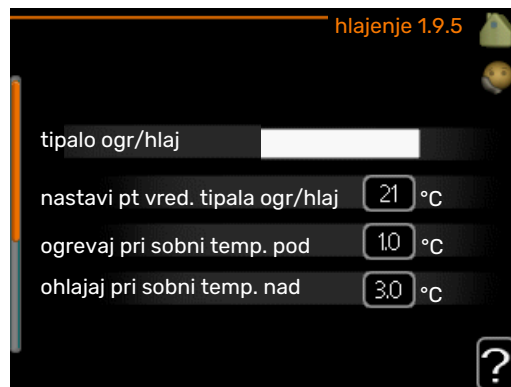 hlajenje 1.9.5
tipalo ogr/hlaj
nastavi pt vred. tipala ogr/hlaj 21 °C
ogrevaj pri sobni temp. pod 1.0 °C
ohlajaj pri sobni temp. nad 3.0 °C
?